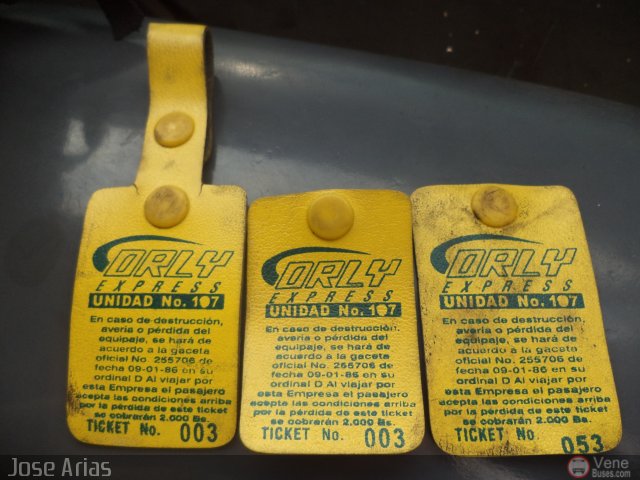 ORLY
EXPRESS
UNIDAD No. 107
En caso de destrucción,
avería o pérdida del
equipaje, se hará de
acuerdo a la gaceta
oficial No. 255706 de
fecha 09-01-86 en su
ordinal D Al viajar por
esta Empresa el pasajero
acepta las condiciones arriba
por la pérdida de este ticket
se cobrarán 2.000 Bs.
TICKET No. 003
ORLY
EXPRESS
UNIDAD No. 107
En caso de destrucción,
avería o pérdida del
equipaje, se hará de
acuerdo a la gaceta
oficial No. 255706 de
fecha 09-01-86 en su
ordinal D Al viajar por
esta Empresa el pasajero
acepta las condiciones arriba
por la pérdida de este ticket
se cobrarán 2.000 Bs.
TICKET No. 003
ORLY
EXPRESS
UNIDAD No. 107
En caso de destrucción,
avería o pérdida del
equipaje, se hará de
acuerdo a la gaceta
oficial No. 255706 de
fecha 09-01-86 en su
ordinal D Al viajar por
esta Empresa el pasajero
acepta las condiciones arriba
por la pérdida de este ticket
se cobrarán 2.000 Bs.
TICKET No. 053
Jose Arias
Vene
Buses.com